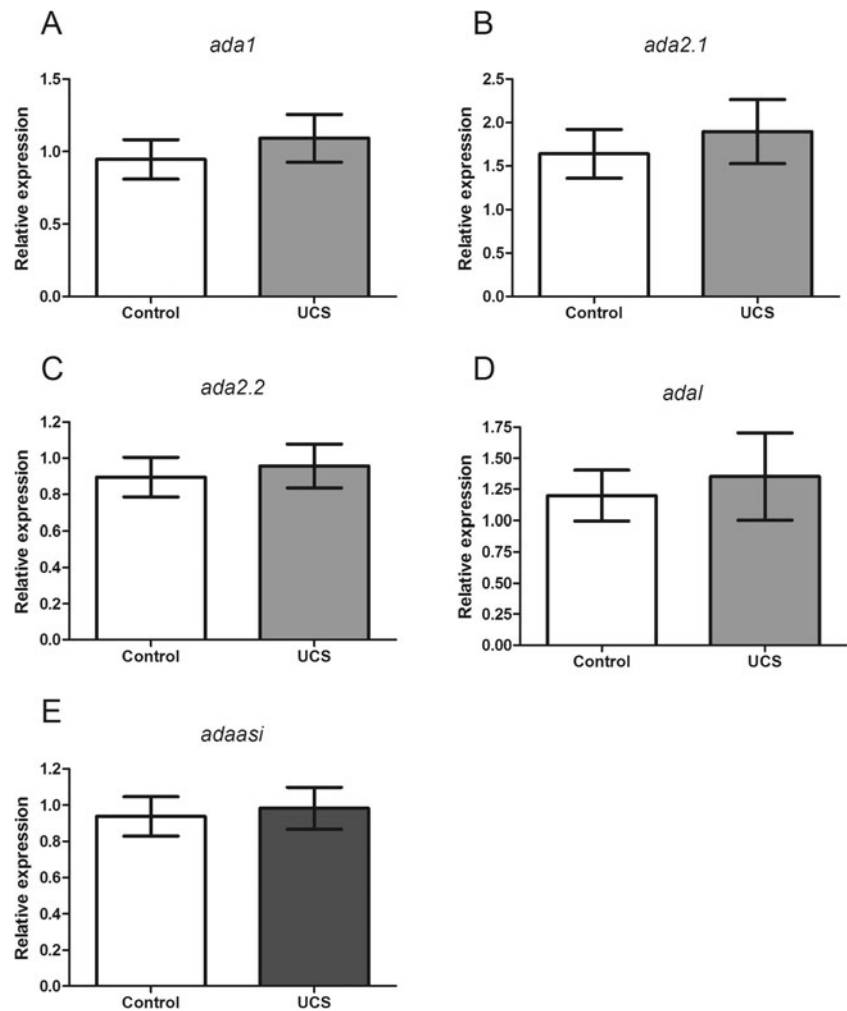 A
ada1
Relative expression
1.5
1.0
0.5
0.0
Control UCS
B
ada2.1
Relative expression
2.5
2.0
1.5
1.0
0.5
0.0
Control UCS
C
ada2.2
Relative expression
1.2
1.0
0.8
0.6
0.4
0.2
0.0
Control UCS
D
adal
Relative expression
1.75
1.50
1.25
1.00
0.75
0.50
0.25
0.00
Control UCS
E
adaasi
Relative expression
1.2
1.0
0.8
0.6
0.4
0.2
0.0
Control UCS